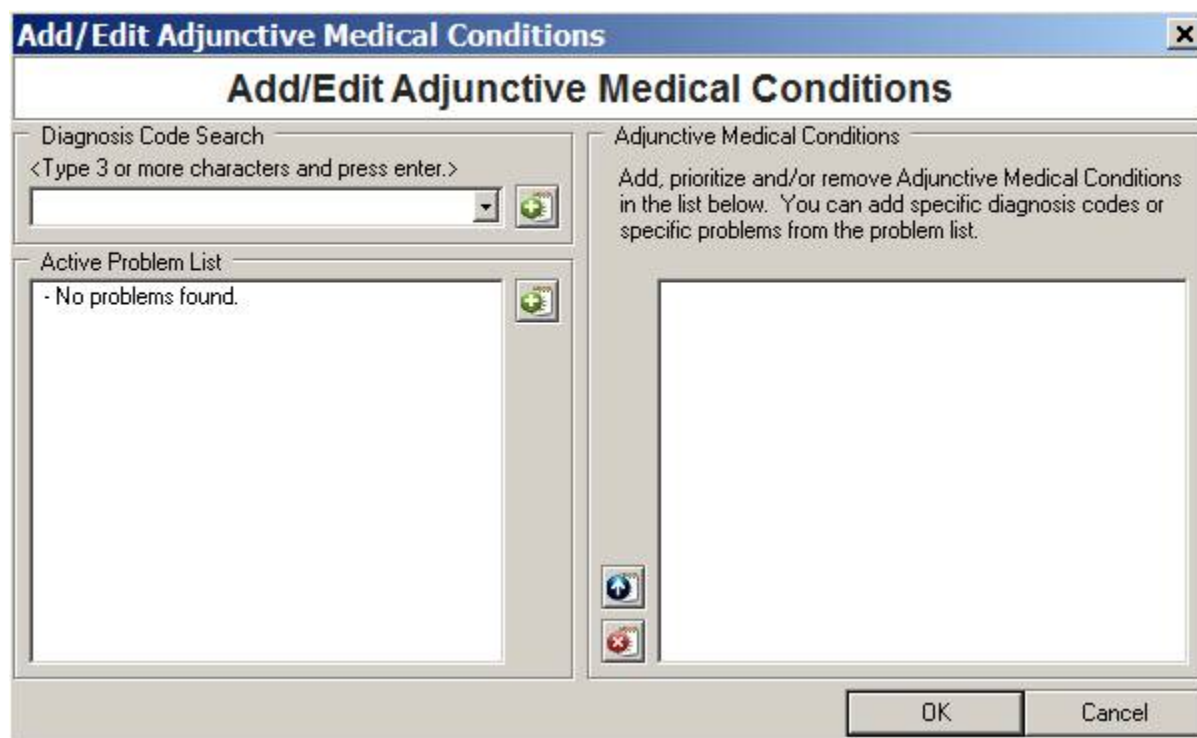 Add/Edit Adjunctive Medical Conditions
Add/Edit Adjunctive Medical Conditions
Diagnosis Code Search
<Type 3 or more characters and press enter.>
Active Problem List
- No problems found.
Adjunctive Medical Conditions
Add, prioritize and/or remove Adjunctive Medical Conditions
in the list below.  You can add specific diagnosis codes or
specific problems from the problem list.
OK
Cancel